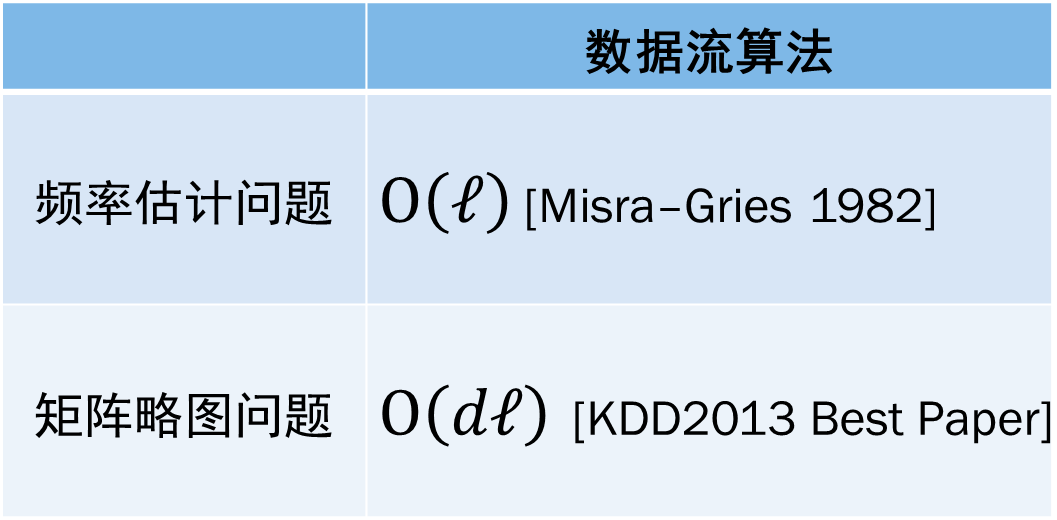 数据流算法
频率估计问题 O(ℓ) [Misra–Gries 1982]
矩阵略图问题 O(dℓ) [KDD2013 Best Paper]